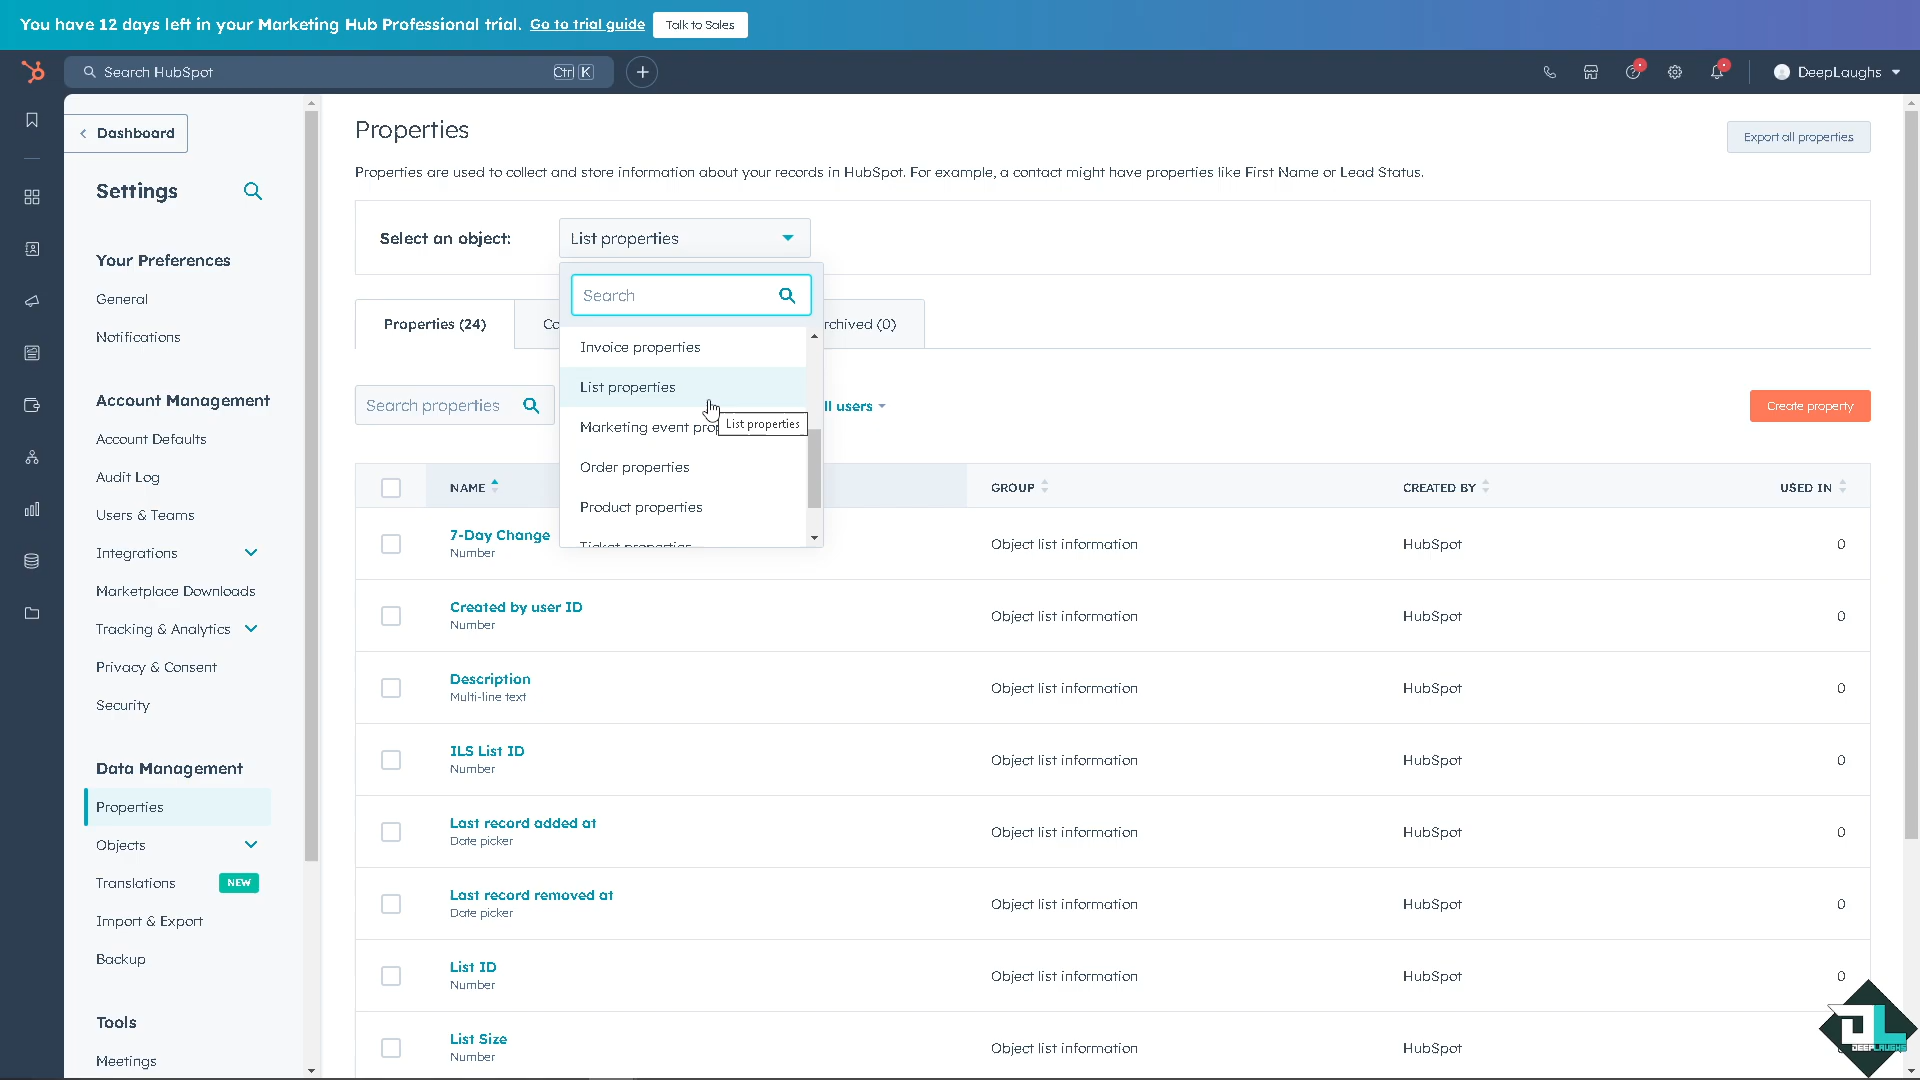 You have 12 days left in your Marketing Hub Professional trial. Go to trial guide Talk to Sales
Search HubSpot Ctrl K DeepLaughs
Dashboard
Settings
Your Preferences
General
Notifications
Account Management
Account Defaults
Audit Log
Users & Teams
Integrations
Marketplace Downloads
Tracking & Analytics
Privacy & Consent
Security
Data Management
Properties
Objects
Translations NEW
Import & Export
Backup
Tools
Meetings
Properties
Export all properties
Properties are used to collect and store information about your records in HubSpot. For example, a contact might have properties like First Name or Lead Status.
Select an object: List properties
Search
Invoice properties
List properties
Marketing event prop
List properties
Order properties
Product properties
Ticket properties
Properties (24) Co rchived (0)
Search properties ll users
Create property
NAME GROUP CREATED BY USED IN
7-Day Change Object list information HubSpot 0
Number
Created by user ID Object list information HubSpot 0
Number
Description Object list information HubSpot 0
Multi-line text
ILS List ID Object list information HubSpot 0
Number
Last record added at Object list information HubSpot 0
Date picker
Last record removed at Object list information HubSpot 0
Date picker
List ID Object list information HubSpot 0
Number
List Size Object list information HubSpot
Number
DL
DEEPLAUGHS